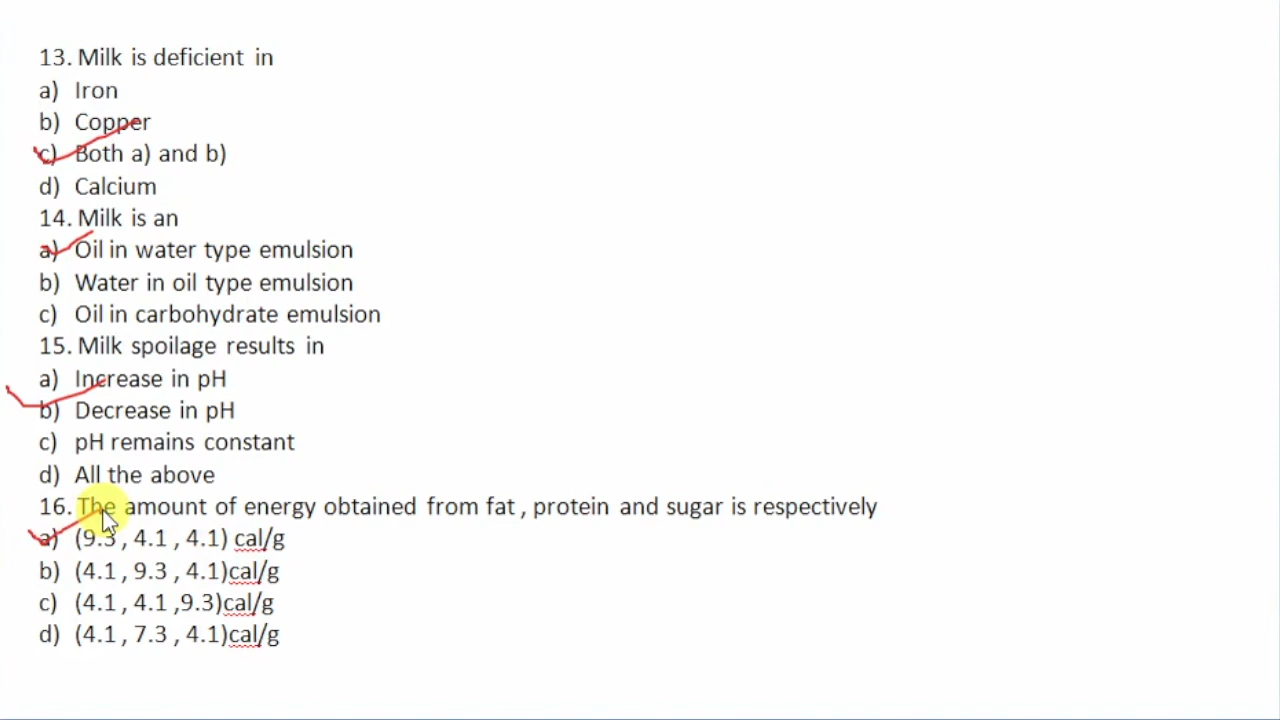 13. Milk is deficient in
a) Iron
b) Copper
c) Both a) and b)
d) Calcium
14. Milk is an
a) Oil in water type emulsion
b) Water in oil type emulsion
c) Oil in carbohydrate emulsion
15. Milk spoilage results in
a) Increase in pH
b) Decrease in pH
c) pH remains constant
d) All the above
16. The amount of energy obtained from fat , protein and sugar is respectively
a) (9.3 , 4.1 , 4.1) cal/g
b) (4.1 , 9.3 , 4.1)cal/g
c) (4.1 , 4.1 ,9.3)cal/g
d) (4.1 , 7.3 , 4.1)cal/g